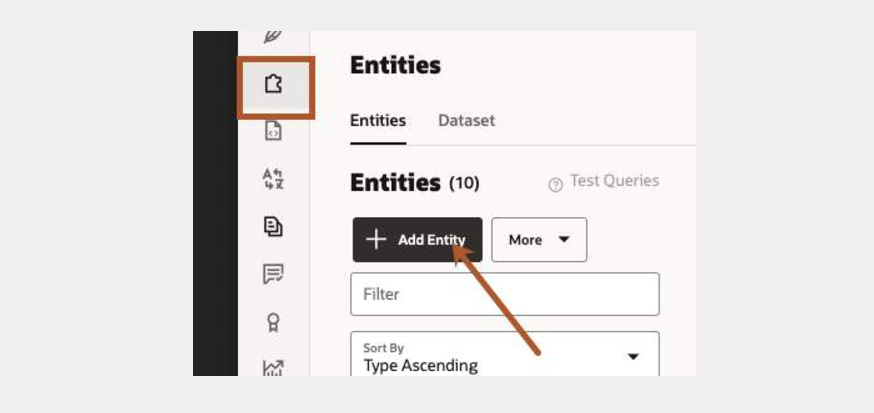 Entities
Entities Dataset
Entities (10) Test Queries
Add Entity More
Filter
Sort By
Type Ascending